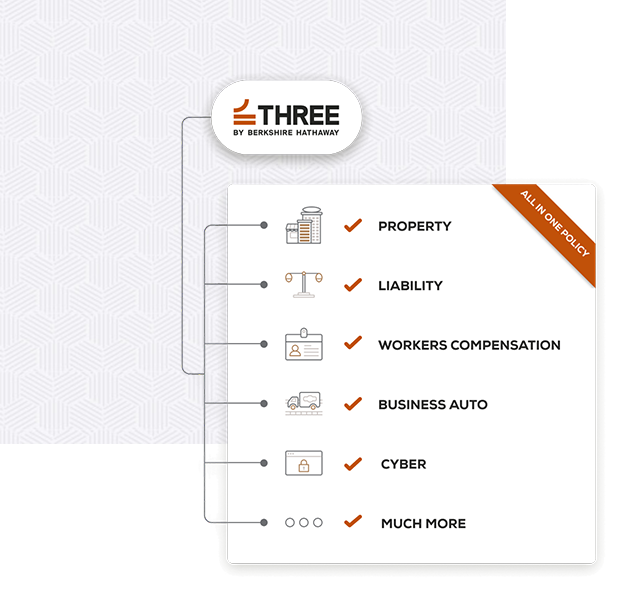 THREE
BY BERKSHIRE HATHAWAY
ALL IN ONE POLICY
PROPERTY
LIABILITY
WORKERS COMPENSATION
BUSINESS AUTO
CYBER
MUCH MORE